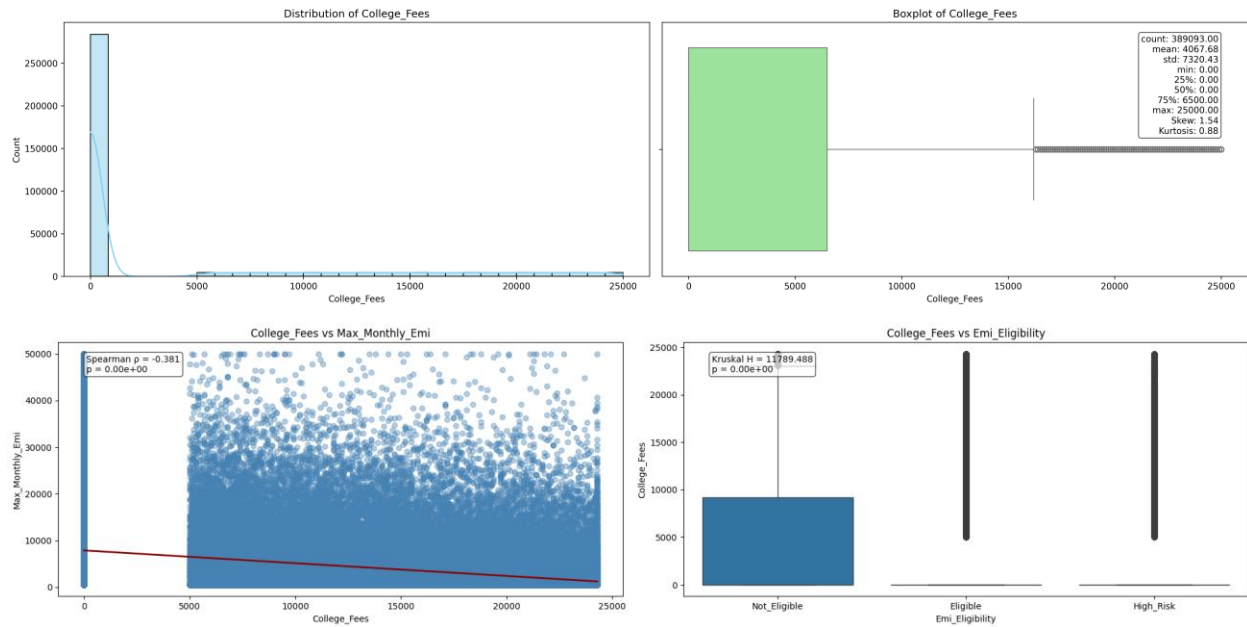 Distribution of College_Fees
Count
250000
200000
150000
100000
50000
0
0
5000
10000
15000
20000
25000
College_Fees
Boxplot of College_Fees
count: 389093.00
mean: 4067.68
std: 7320.43
min: 0.00
25%: 0.00
50%: 0.00
75%: 6500.00
max: 25000.00
Skew: 1.54
Kurtosis: 0.88
0
5000
10000
15000
20000
25000
College_Fees
College_Fees vs Max_Monthly_Emi
Spearman ρ = -0.381
p = 0.00e+00
Max_Monthly_Emi
50000
40000
30000
20000
10000
0
0
5000
10000
15000
20000
25000
College_Fees
College_Fees vs Emi_Eligibility
Kruskal H = 11789.488
p = 0.00e+00
College_Fees
25000
20000
15000
10000
5000
0
Not_Eligible
Eligible
High_Risk
Emi_Eligibility